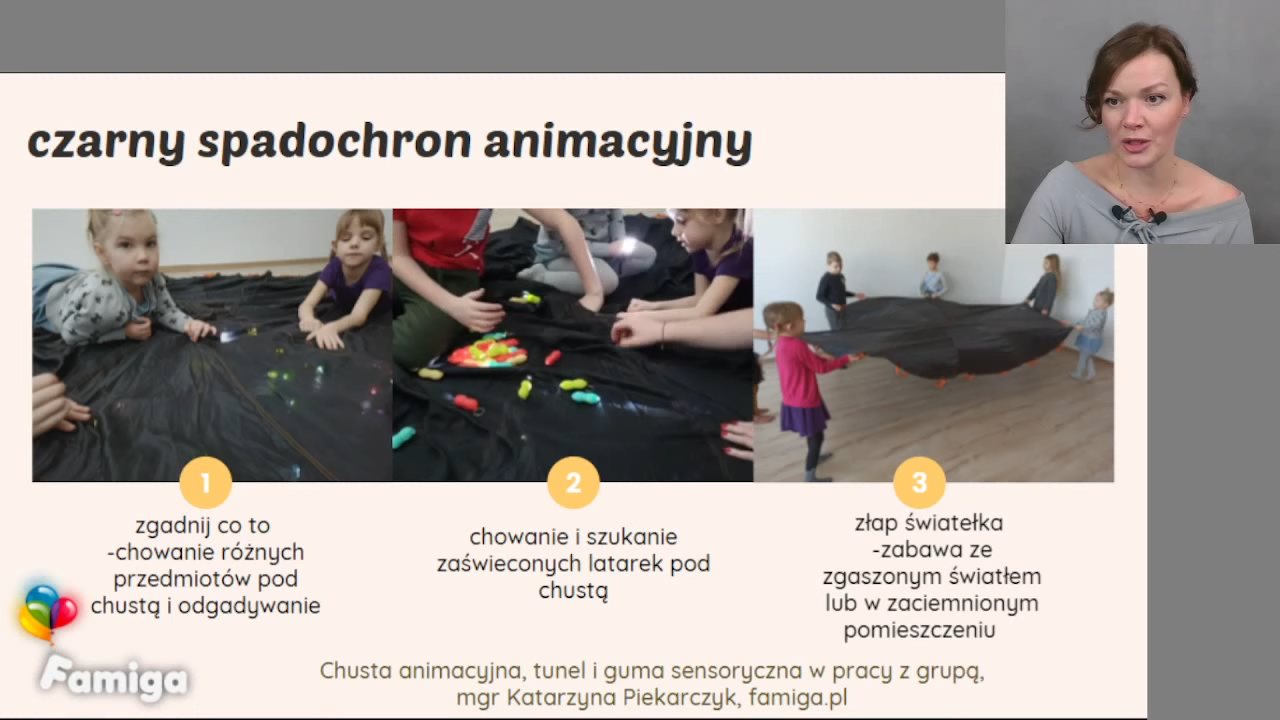 czarny spadochron animacyjny
1
zgadnij co to
-chowanie różnych
przedmiotów pod
chustą i odgadywanie
2
chowanie i szukanie
zaświeconych latarek pod
chustą
3
złap światełka
-zabawa ze
zgaszonym światłem
lub w zaciemnionym
pomieszczeniu
Famiga
Chusta animacyjna, tunel i guma sensoryczna w pracy z grupą,
mgr Katarzyna Piekarczyk, famiga.pl